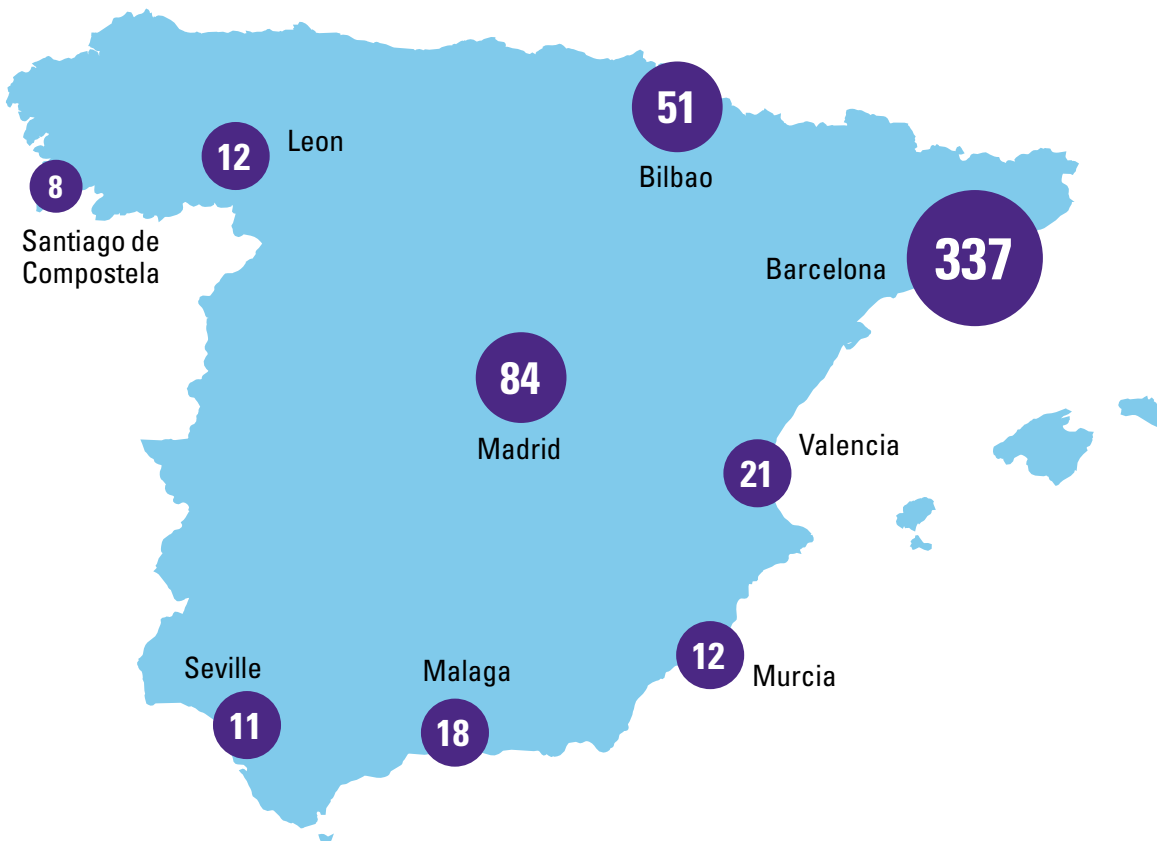 51
Bilbao
12
Leon
8
Santiago de
Compostela
337
Barcelona
84
Madrid
Valencia
21
12
Murcia
Seville
11
Malaga
18